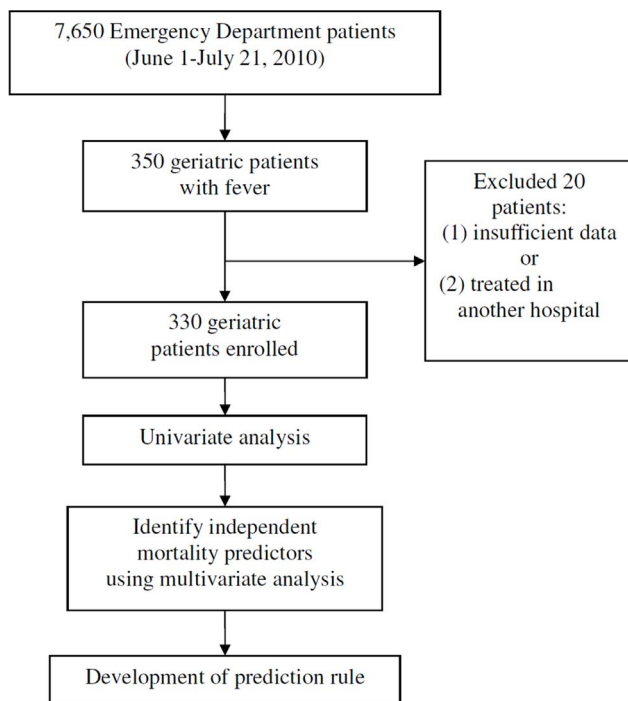 7,650 Emergency Department patients
(June 1-July 21, 2010)
350 geriatric patients
with fever
Excluded 20
patients:
(1) insufficient data
or
(2) treated in
another hospital
330 geriatric
patients enrolled
Univariate analysis
Identify independent
mortality predictors
using multivariate analysis
Development of prediction rule